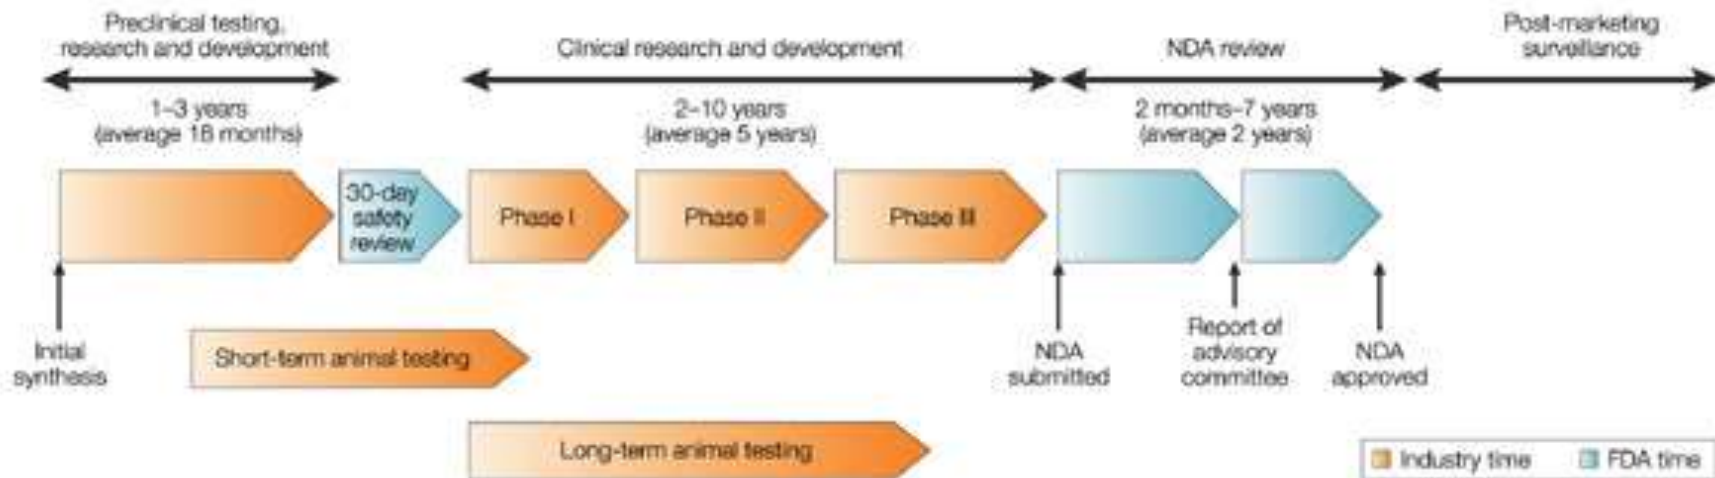 Preclinical testing,
research and development
Clinical research and development
NDA review
Post-marketing
surveillance
1–3 years
(average 18 months)
2–10 years
(average 5 years)
2 months–7 years
(average 2 years)
30-day
safety
review
Phase I
Phase II
Phase III
Initial
synthesis
Short-term animal testing
NDA
submitted
Report of
advisory
committee
NDA
approved
Long-term animal testing
Industry time
FDA time